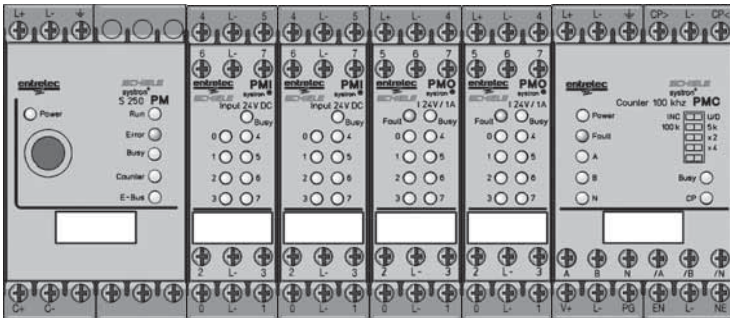 L+ L- 4 L- 5 4 L- 5 4 L- 5 4 L- 5 L+ L- CP> L- CP<
6 L- 7 6 L- 7 5 6 7 5 6 7
entrelec SCHIELE
systron
S 250 PM
Power
Run
Error
Busy
Counter
E-Bus
C+ C-
entrelec PMI
SCHIELE systron
Input 24V DC
Busy
0 4
1 5
2 6
3 7
2 L- 3
0 L- 1
entrelec PMI
SCHIELE systron
Input 24V DC
Busy
0 4
1 5
2 6
3 7
2 L- 3
0 L- 1
entrelec PMO
SCHIELE systron
I 24V / 1A
Fault Busy
0 4
1 5
2 6
3 7
2 L- 3
0 L- 1
entrelec PMO
SCHIELE systron
I 24V / 1A
Fault Busy
0 4
1 5
2 6
3 7
2 L- 3
0 L- 1
entrelec SCHIELE
systron
Counter 100 khz PMC
Power
INC U/D
100 k 5 k
Fault
x 2
x 4
A
B
Busy
N
CP
A B N /A /B /N
V+ L- PG EN L- NE